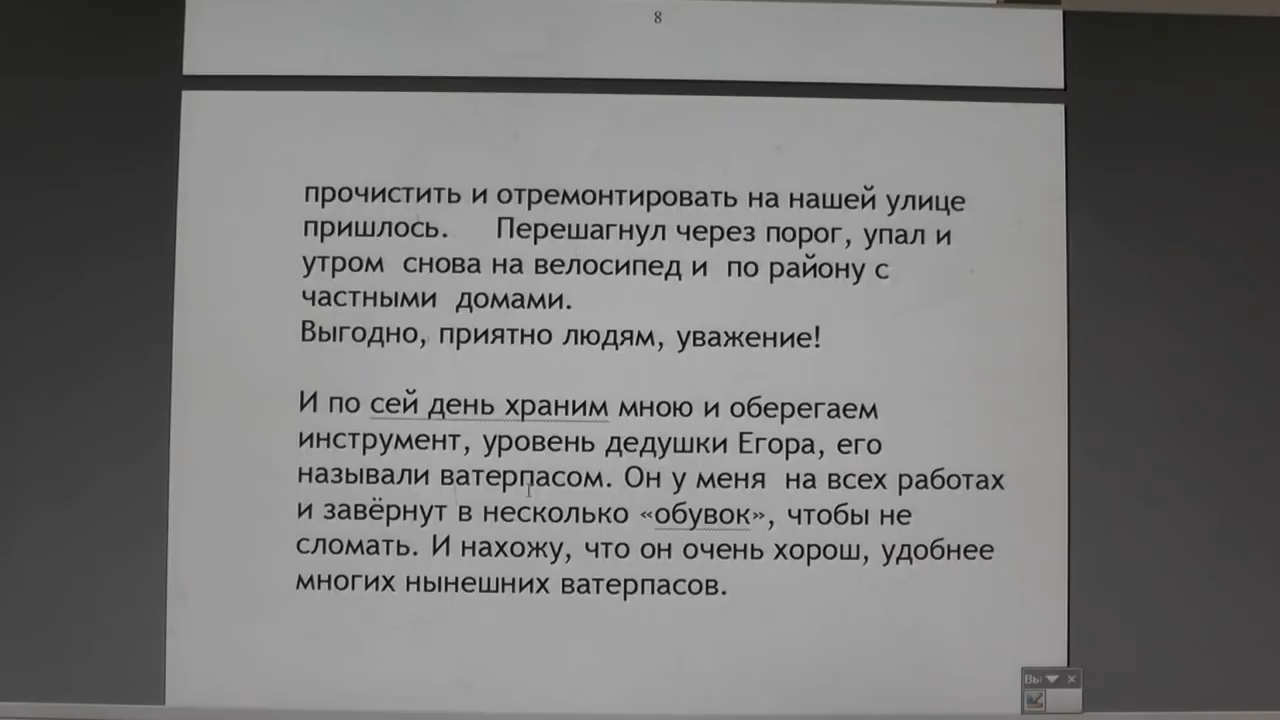 8
прочистить и отремонтировать на нашей улице
пришлось. Перешагнул через порог, упал и
утром снова на велосипед и по району с
частными домами.
Выгодно, приятно людям, уважение!
И по сей день храним мною и оберегаем
инструмент, уровень дедушки Егора, его
называли ватерпасом. Он у меня на всех работах
и завёрнут в несколько «обувок», чтобы не
сломать. И нахожу, что он очень хорош, удобнее
многих нынешних ватерпасов.
Вы